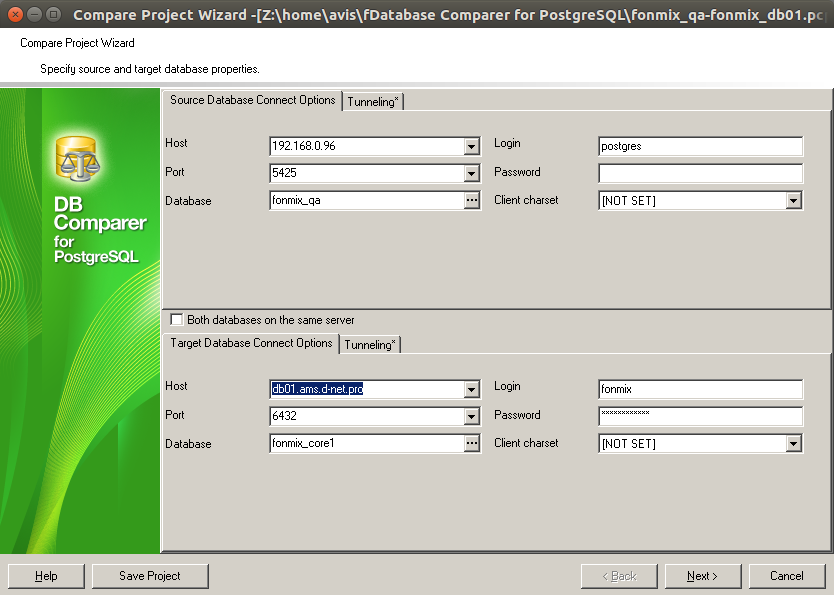 Compare Project Wizard -[Z:\home\avis\fDatabase Comparer for PostgreSQL\fonmix_qa-fonmix_db01.pcp
Compare Project Wizard
Specify source and target database properties.
DB
Comparer
for
PostgreSQL
Source Database Connect Options Tunneling*
Host 192.168.0.96 Login postgres
Port 5425 Password
Database fonmix_qa ... Client charset [NOT SET]
Both databases on the same server
Target Database Connect Options Tunneling*
Host db01.ams.d-net.pro Login fonmix
Port 6432 Password ************
Database fonmix_core1 ... Client charset [NOT SET]
Help Save Project < Back Next > Cancel